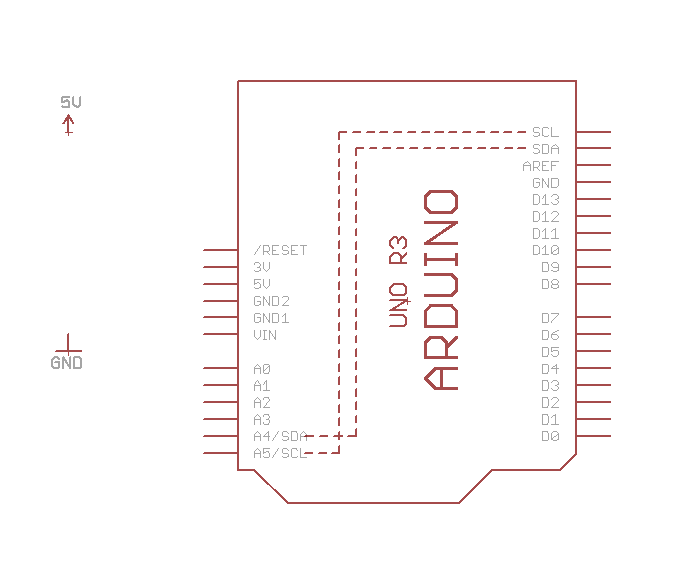 5V
GND
/RESET
3V
5V
GND2
GND1
VIN
A0
A1
A2
A3
A4/SDA
A5/SCL
UNO R3
ARDUINO
SCL
SDA
AREF
GND
D13
D12
D11
D10
D9
D8
D7
D6
D5
D4
D3
D2
D1
D0